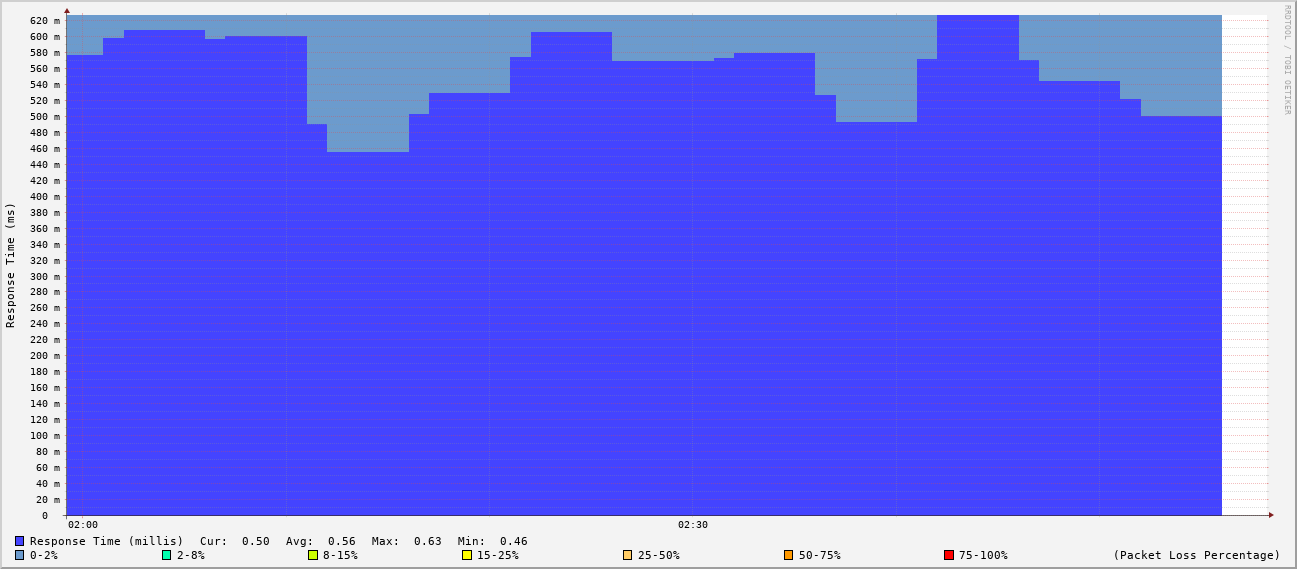 RRDTOOL / TOBI OETIKER
Response Time (ms)
620 m
600 m
580 m
560 m
540 m
520 m
500 m
480 m
460 m
440 m
420 m
400 m
380 m
360 m
340 m
320 m
300 m
280 m
260 m
240 m
220 m
200 m
180 m
160 m
140 m
120 m
100 m
80 m
60 m
40 m
20 m
0
02:00 02:30
Response Time (millis) Cur: 0.50 Avg: 0.56 Max: 0.63 Min: 0.46
0-2% 2-8% 8-15% 15-25% 25-50% 50-75% 75-100% (Packet Loss Percentage)